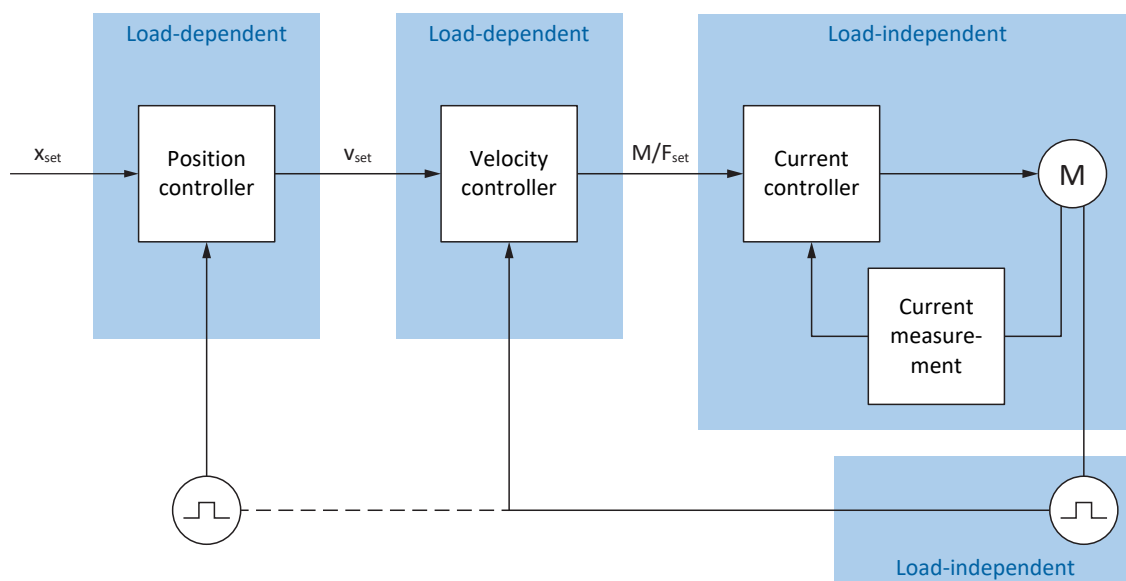 Load-dependent
Load-dependent
Load-independent
xset
Position
controller
vset
Velocity
controller
M/Fset
Current
controller
M
Current
measure-
ment
Load-independent